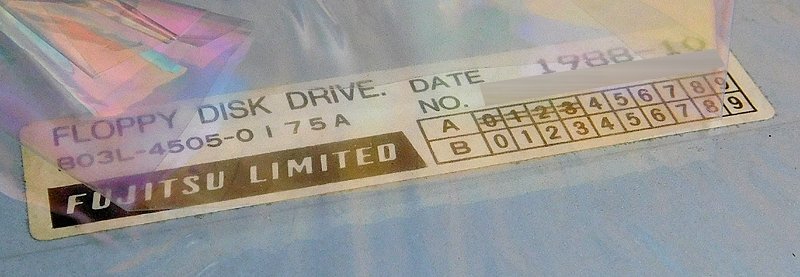 FLOPPY DISK DRIVE. DATE 1988-10
B03L-4505-0175A NO.
FUJITSU LIMITED
A 0 1 2 3 4 5 6 7 8 9
B 0 1 2 3 4 5 6 7 8 9